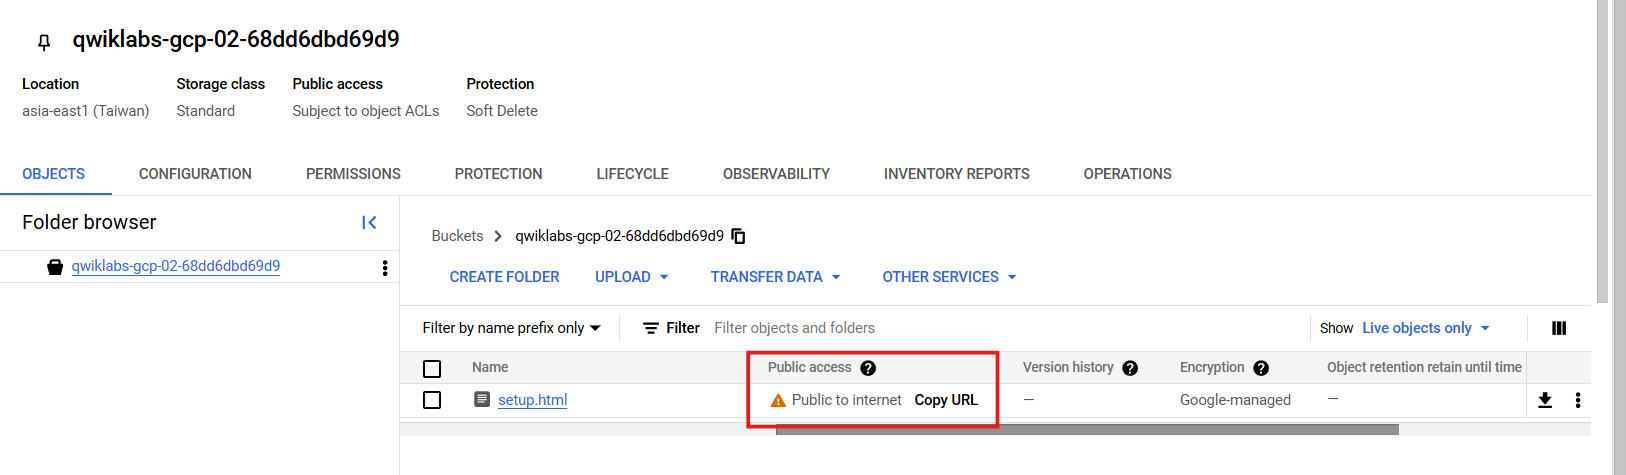 qwiklabs-gcp-02-68dd6dbd69d9
Location Storage class Public access Protection
asia-east1 (Taiwan) Standard Subject to object ACLs Soft Delete
OBJECTS CONFIGURATION PERMISSIONS PROTECTION LIFECYCLE OBSERVABILITY INVENTORY REPORTS OPERATIONS
Folder browser
qwiklabs-gcp-02-68dd6dbd69d9
Buckets > qwiklabs-gcp-02-68dd6dbd69d9
CREATE FOLDER UPLOAD TRANSFER DATA OTHER SERVICES
Filter by name prefix only Filter Filter objects and folders Show Live objects only
Name Public access Version history Encryption Object retention retain until time
setup.html Public to internet Copy URL — Google-managed —